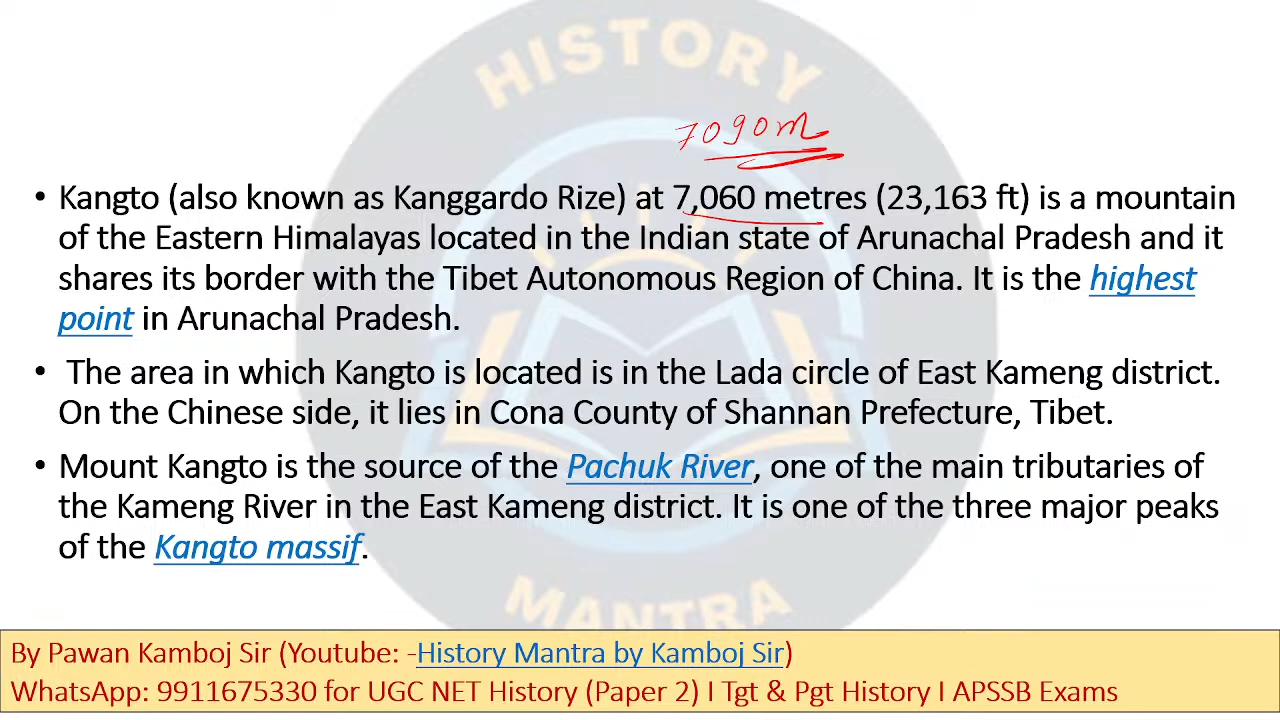 HISTORY
7090m
• Kangto (also known as Kanggardo Rize) at 7,060 metres (23,163 ft) is a mountain
of the Eastern Himalayas located in the Indian state of Arunachal Pradesh and it
shares its border with the Tibet Autonomous Region of China. It is the highest
point in Arunachal Pradesh.
• The area in which Kangto is located is in the Lada circle of East Kameng district.
On the Chinese side, it lies in Cona County of Shannan Prefecture, Tibet.
• Mount Kangto is the source of the Pachuk River, one of the main tributaries of
the Kameng River in the East Kameng district. It is one of the three major peaks
of the Kangto massif.
MANTRA
By Pawan Kamboj Sir (Youtube: -History Mantra by Kamboj Sir)
WhatsApp: 9911675330 for UGC NET History (Paper 2) I Tgt & Pgt History I APSSB Exams